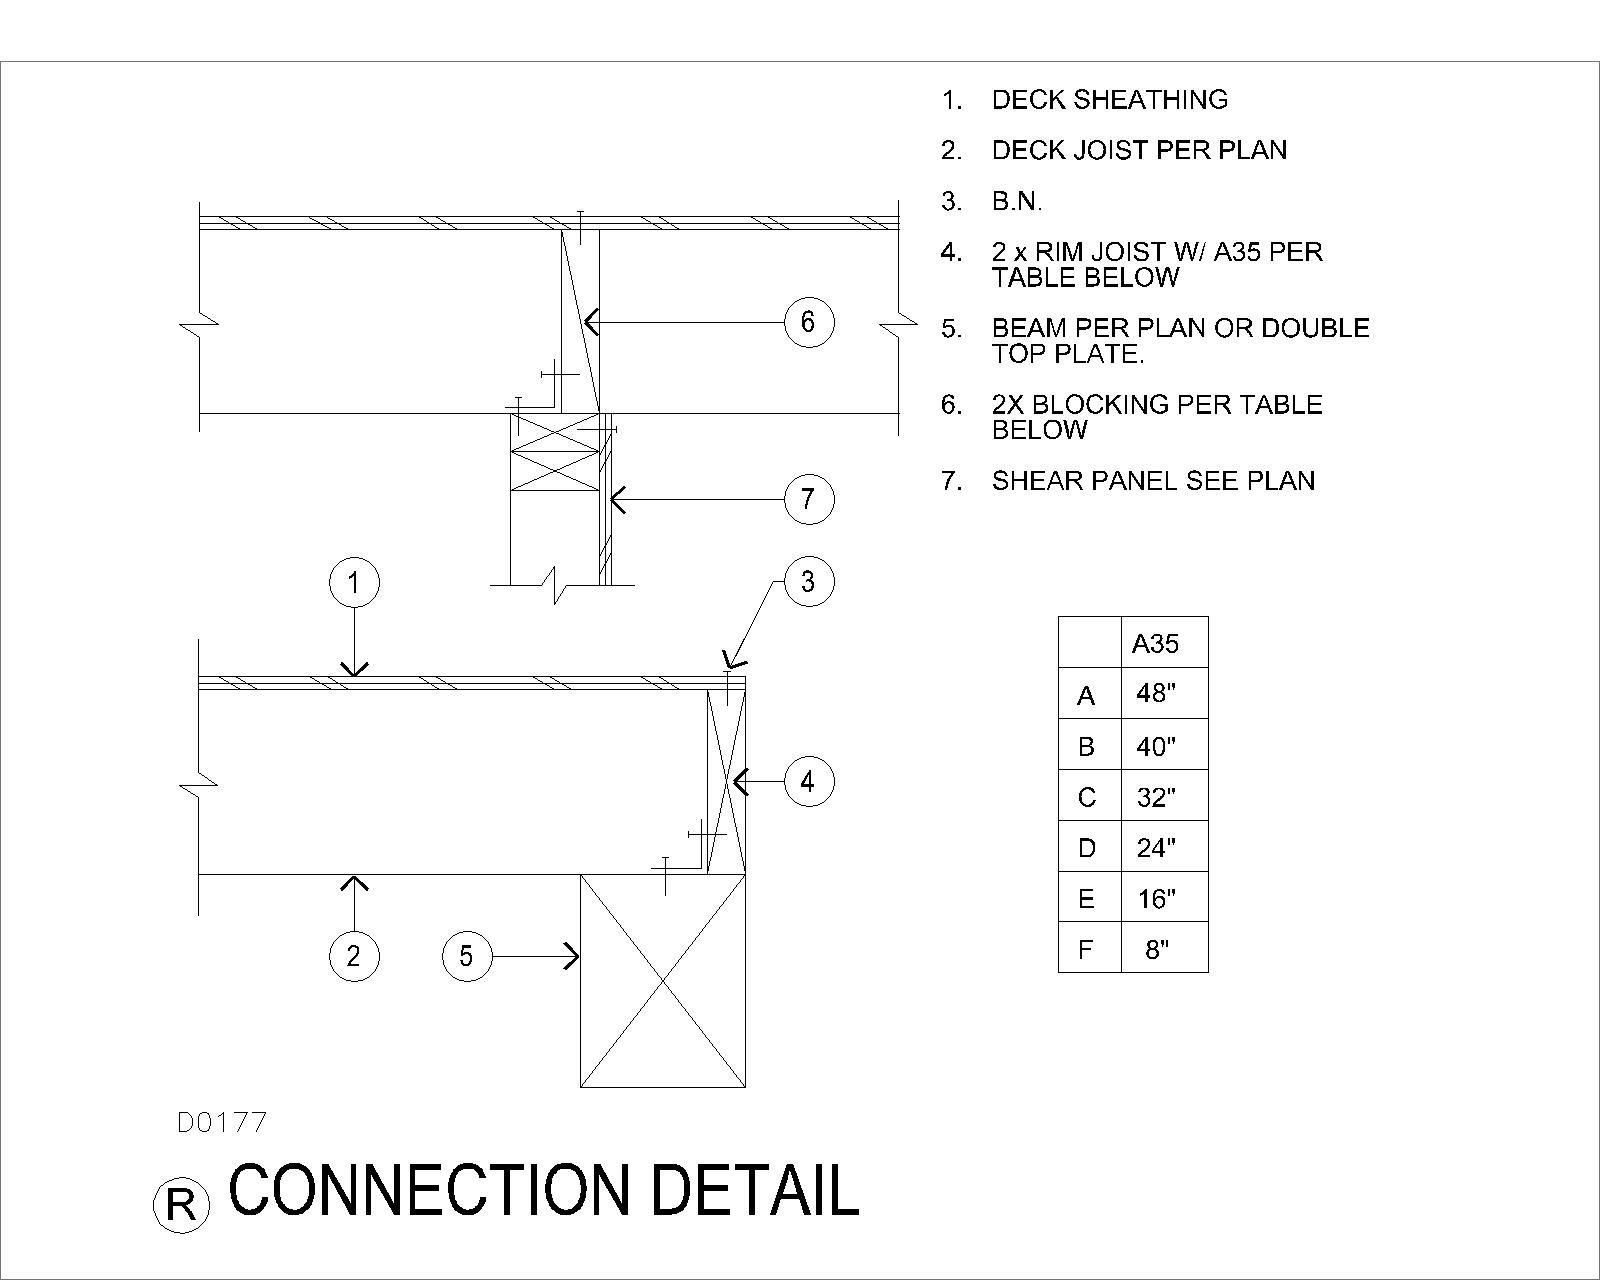 1. DECK SHEATHING
2. DECK JOIST PER PLAN
3. B.N.
4. 2 x RIM JOIST W/ A35 PER
TABLE BELOW
5. BEAM PER PLAN OR DOUBLE
TOP PLATE.
6. 2X BLOCKING PER TABLE
BELOW
7. SHEAR PANEL SEE PLAN
6
7
1
3
4
2
5
A35
A 48"
B 40"
C 32"
D 24"
E 16"
F 8"
D0177
R CONNECTION DETAIL